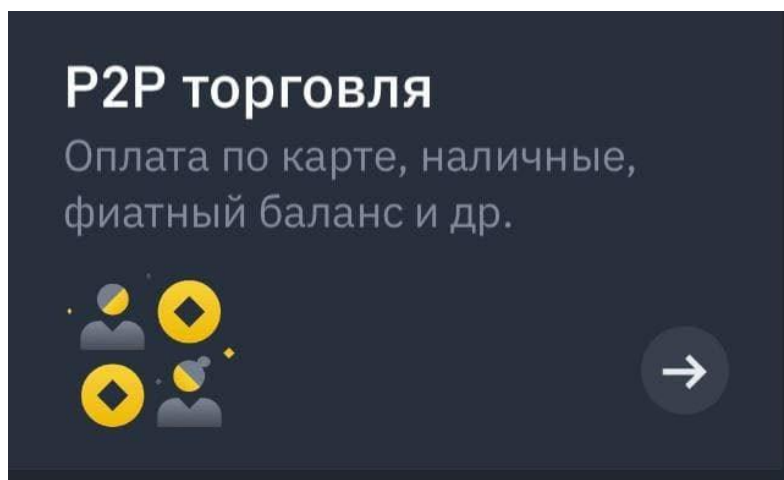 P2P торговля
Оплата по карте, наличные,
фиатный баланс и др.